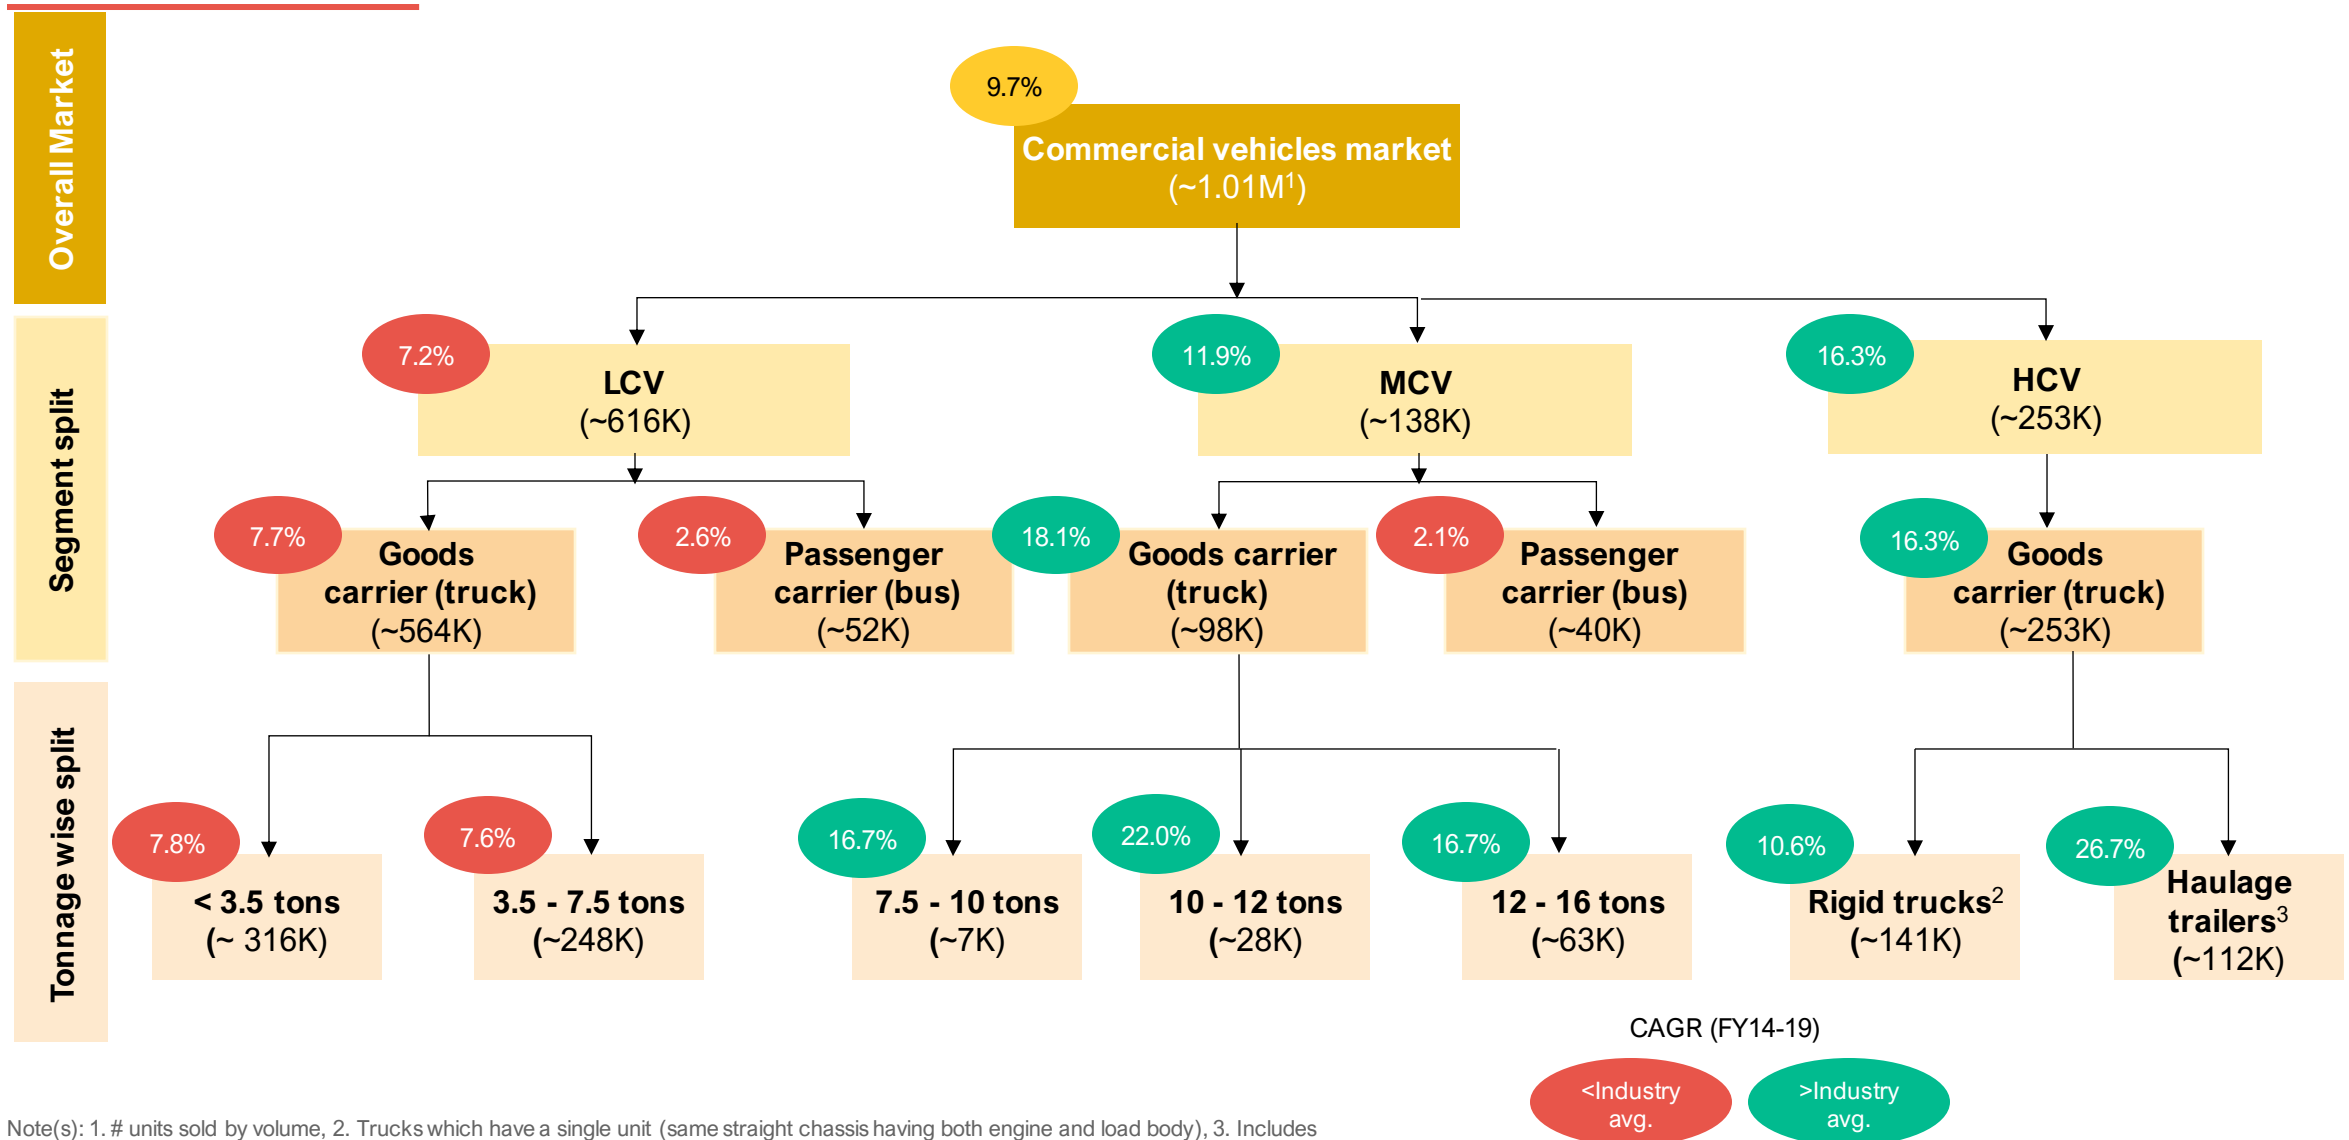 Overall Market
9.7%
Commercial vehicles market
(~1.01M¹)
Segment split
7.2%
LCV
(~616K)
11.9%
MCV
(~138K)
16.3%
HCV
(~253K)
7.7%
Goods
carrier (truck)
(~564K)
2.6%
Passenger
carrier (bus)
(~52K)
18.1%
Goods carrier
(truck)
(~98K)
2.1%
Passenger
carrier (bus)
(~40K)
16.3%
Goods
carrier (truck)
(~253K)
Tonnage wise split
7.8%
< 3.5 tons
(~ 316K)
7.6%
3.5 - 7.5 tons
(~248K)
16.7%
7.5 - 10 tons
(~7K)
22.0%
10 - 12 tons
(~28K)
16.7%
12 - 16 tons
(~63K)
10.6%
Rigid trucks²
(~141K)
26.7%
Haulage
trailers³
(~112K)
CAGR (FY14-19)
<Industry
avg.
>Industry
avg.
Note(s): 1. # units sold by volume, 2. Trucks which have a single unit (same straight chassis having both engine and load body), 3. Includes